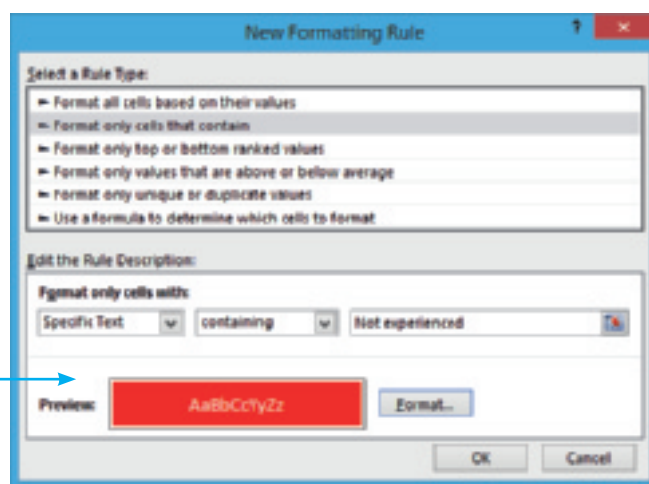 New Formatting Rule ? ×
Select a Rule Type:
► Format all cells based on their values
► Format only cells that contain
► Format only top or bottom ranked values
► Format only values that are above or below average
► Format only unique or duplicate values
► Use a formula to determine which cells to format
Edit the Rule Description:
Format only cells with:
Specific Text containing Not experienced
Preview: AaBbCcYyZz Format...
OK Cancel